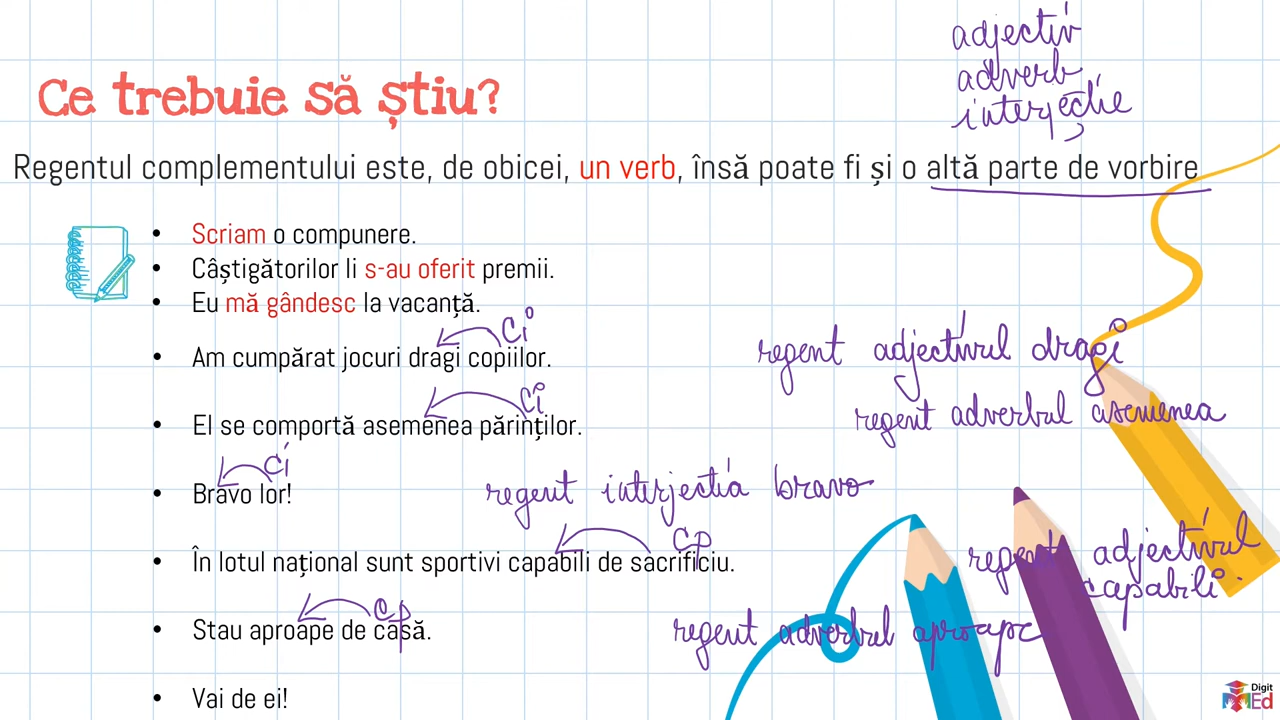 adjectiv
adverb
interjecție
Ce trebuie să știu?
Regentul complementului este, de obicei, un verb, însă poate fi și o altă parte de vorbire
• Scriam o compunere.
• Câștigătorilor li s-au oferit premii.
• Eu mă gândesc la vacanță.
Ci
• Am cumpărat jocuri dragi copiilor.
regent adjectivul dragi
Ci
• El se comportă asemenea părinților.
regent adverbul asemenea
Ci
• Bravo lor!
regent interjectia bravo
Cp
• În lotul național sunt sportivi capabili de sacrificiu.
regent adjectivul
capabili.
Cp
• Stau aproape de casă.
regent adverbul aproape
• Vai de ei!
Digit
Ed